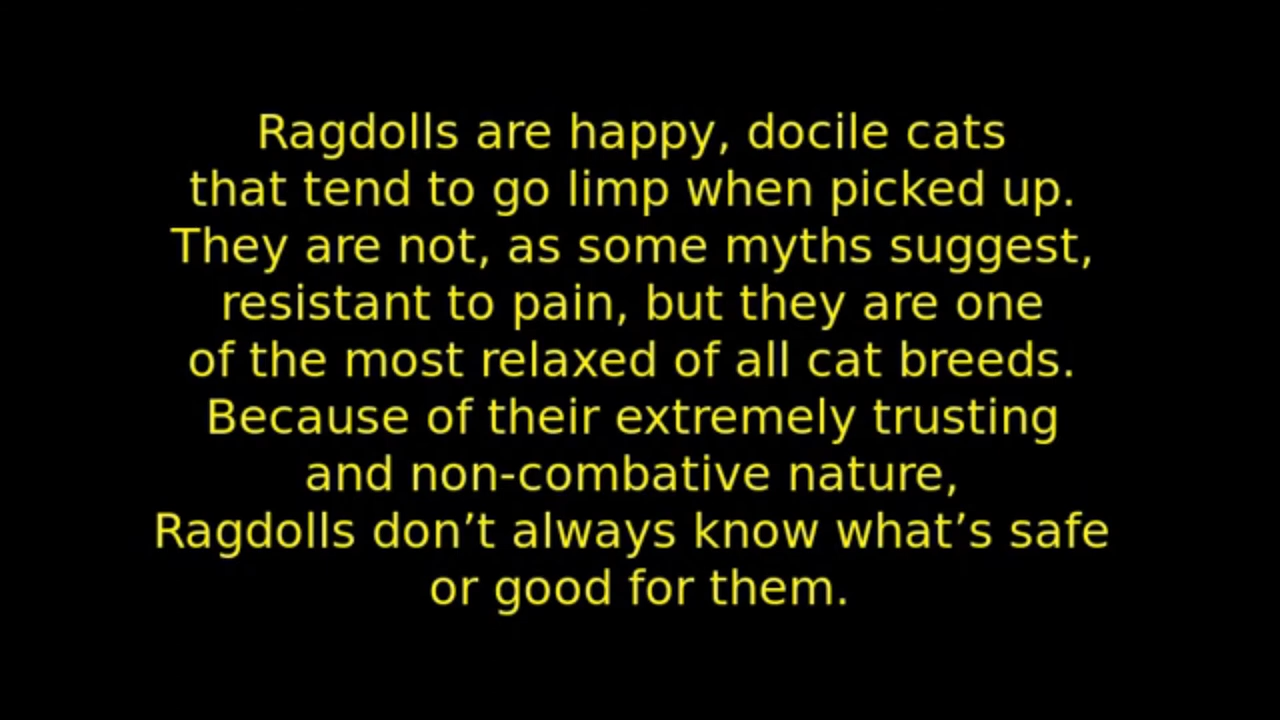 Ragdolls are happy, docile cats
that tend to go limp when picked up.
They are not, as some myths suggest,
resistant to pain, but they are one
of the most relaxed of all cat breeds.
Because of their extremely trusting
and non-combative nature,
Ragdolls don’t always know what’s safe
or good for them.